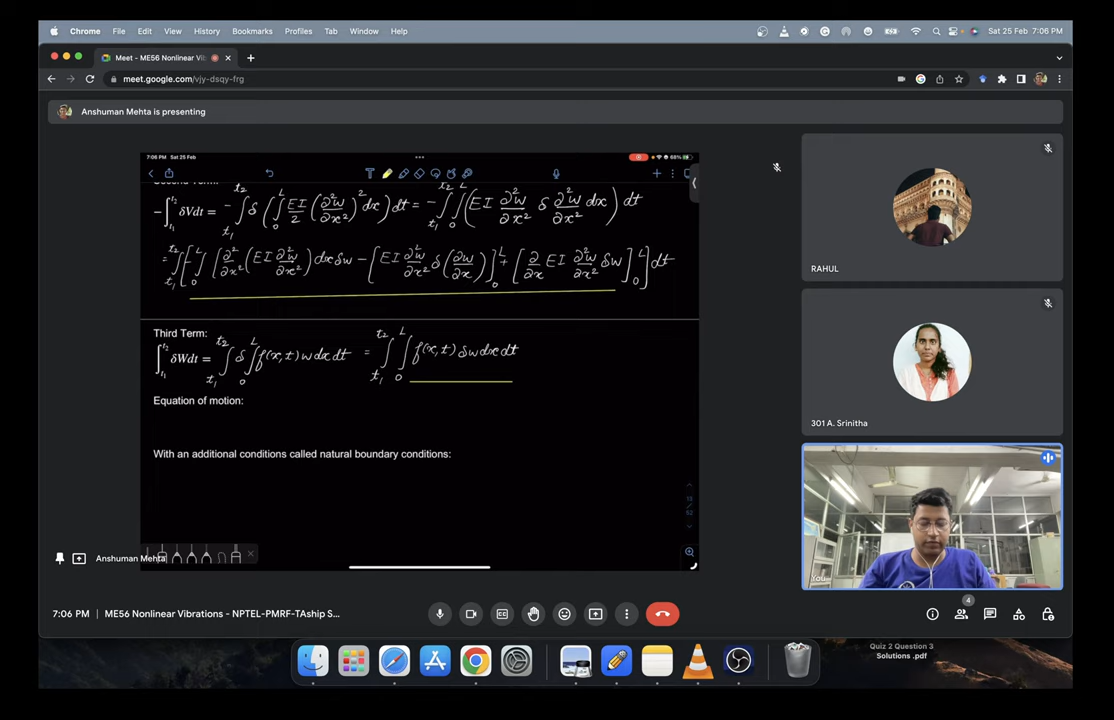 Chrome File Edit View History Bookmarks Profiles Tab Window Help Sat 25 Feb 7:06 PM
Meet - ME56 Nonlinear Vib
meet.google.com/vjy-dsqy-frg
Anshuman Mehta is presenting
7:06 PM Sat 25 Feb 68%
Second Term:
-∫_{t₁}^{t₂} δVdt = -∫_{t₁}^{t₂} δ(∫_0^L EI/2 (∂²w/∂x²)² dx) dt = -∫_{t₁}^{t₂} ∫_0^L (EI ∂²w/∂x² δ ∂²w/∂x² dx) dt
= ∫_{t₁}^{t₂} [-∫_0^L [∂²/∂x² (EI ∂²w/∂x²) dx δw - [EI ∂²w/∂x² δ(∂w/∂x)]_0^L + [∂/∂x EI ∂²w/∂x² δw]_0^L] dt
Third Term:
∫_{t₁}^{t₂} δWdt = ∫_{t₁}^{t₂} δ ∫_0^L f(x,t) w dx dt = ∫_{t₁}^{t₂} ∫_0^L f(x,t) δw dx dt
Equation of motion:
With an additional conditions called natural boundary conditions:
Anshuman Mehta
RAHUL
301 A. Srinitha
You
7:06 PM | ME56 Nonlinear Vibrations - NPTEL-PMRF-TAship S...
4
Quiz 2 Question 3
Solutions .pdf